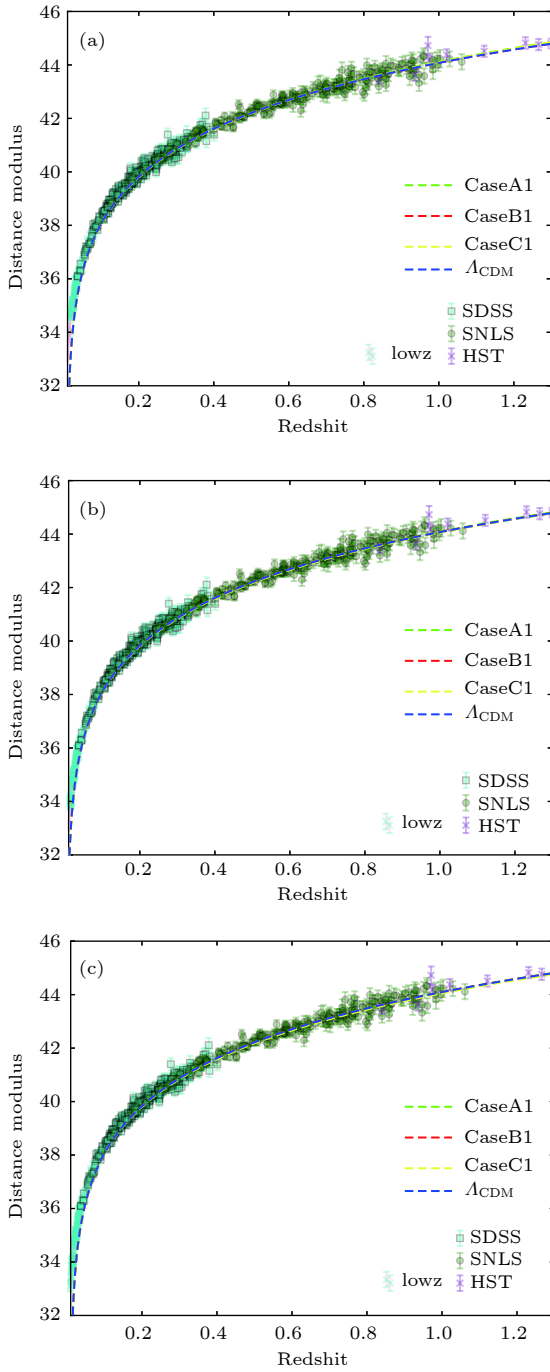 46
(a)
44
42
40
38
36
34
32
Distance modulus
CaseA1
CaseB1
CaseC1
ΛCDM
SDSS
SNLS
lowz
HST
0.2 0.4 0.6 0.8 1.0 1.2
Redshit
46
(b)
44
42
40
38
36
34
32
Distance modulus
CaseA1
CaseB1
CaseC1
ΛCDM
SDSS
SNLS
lowz
HST
0.2 0.4 0.6 0.8 1.0 1.2
Redshit
46
(c)
44
42
40
38
36
34
32
Distance modulus
CaseA1
CaseB1
CaseC1
ΛCDM
SDSS
SNLS
lowz
HST
0.2 0.4 0.6 0.8 1.0 1.2
Redshit